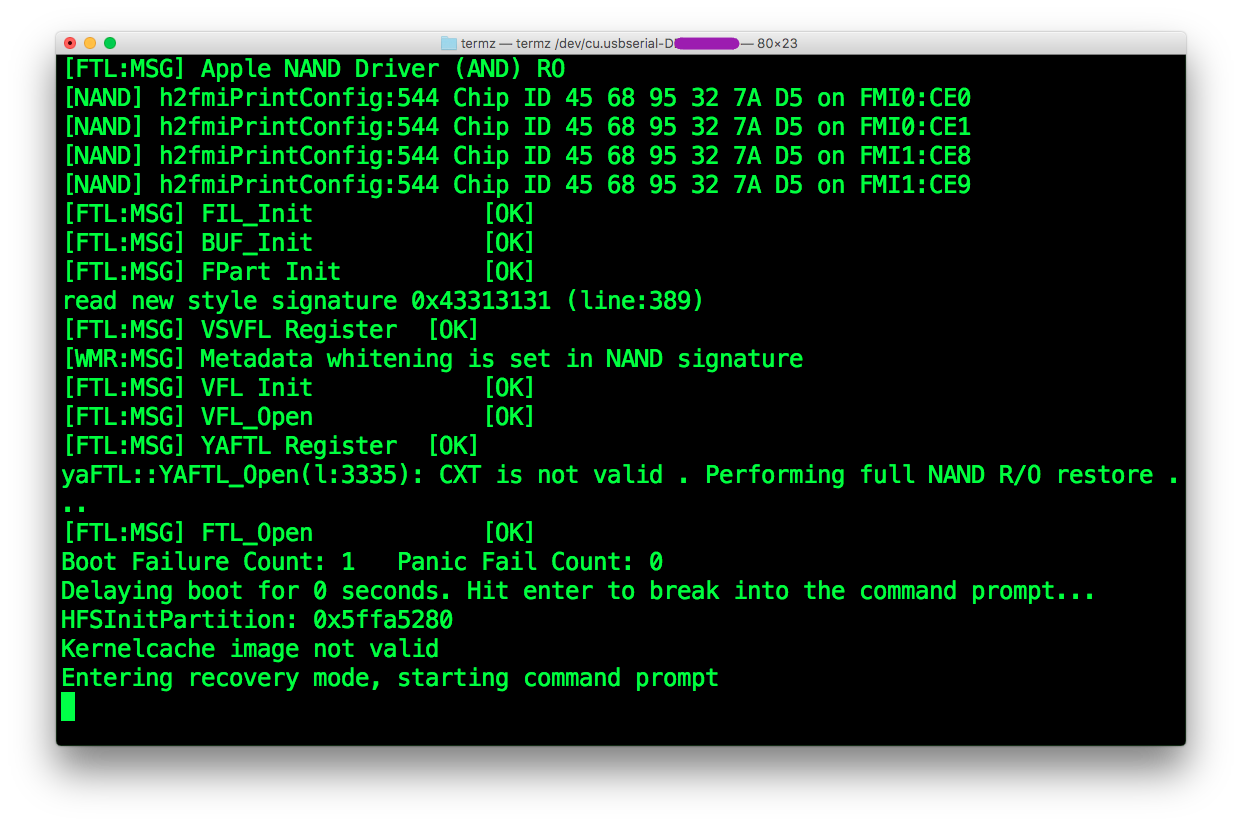 termz — termz /dev/cu.usbserial-D — 80×23
[FTL:MSG] Apple NAND Driver (AND) RO
[NAND] h2fmiPrintConfig:544 Chip ID 45 68 95 32 7A D5 on FMI0:CE0
[NAND] h2fmiPrintConfig:544 Chip ID 45 68 95 32 7A D5 on FMI0:CE1
[NAND] h2fmiPrintConfig:544 Chip ID 45 68 95 32 7A D5 on FMI1:CE8
[NAND] h2fmiPrintConfig:544 Chip ID 45 68 95 32 7A D5 on FMI1:CE9
[FTL:MSG] FIL_Init            [OK]
[FTL:MSG] BUF_Init            [OK]
[FTL:MSG] FPart Init          [OK]
read new style signature 0x43313131 (line:389)
[FTL:MSG] VSVFL Register  [OK]
[WMR:MSG] Metadata whitening is set in NAND signature
[FTL:MSG] VFL Init            [OK]
[FTL:MSG] VFL_Open            [OK]
[FTL:MSG] YAFTL Register  [OK]
yaFTL::YAFTL_Open(l:3335): CXT is not valid . Performing full NAND R/O restore .
..
[FTL:MSG] FTL_Open            [OK]
Boot Failure Count: 1   Panic Fail Count: 0
Delaying boot for 0 seconds. Hit enter to break into the command prompt...
HFSInitPartition: 0x5ffa5280
Kernelcache image not valid
Entering recovery mode, starting command prompt